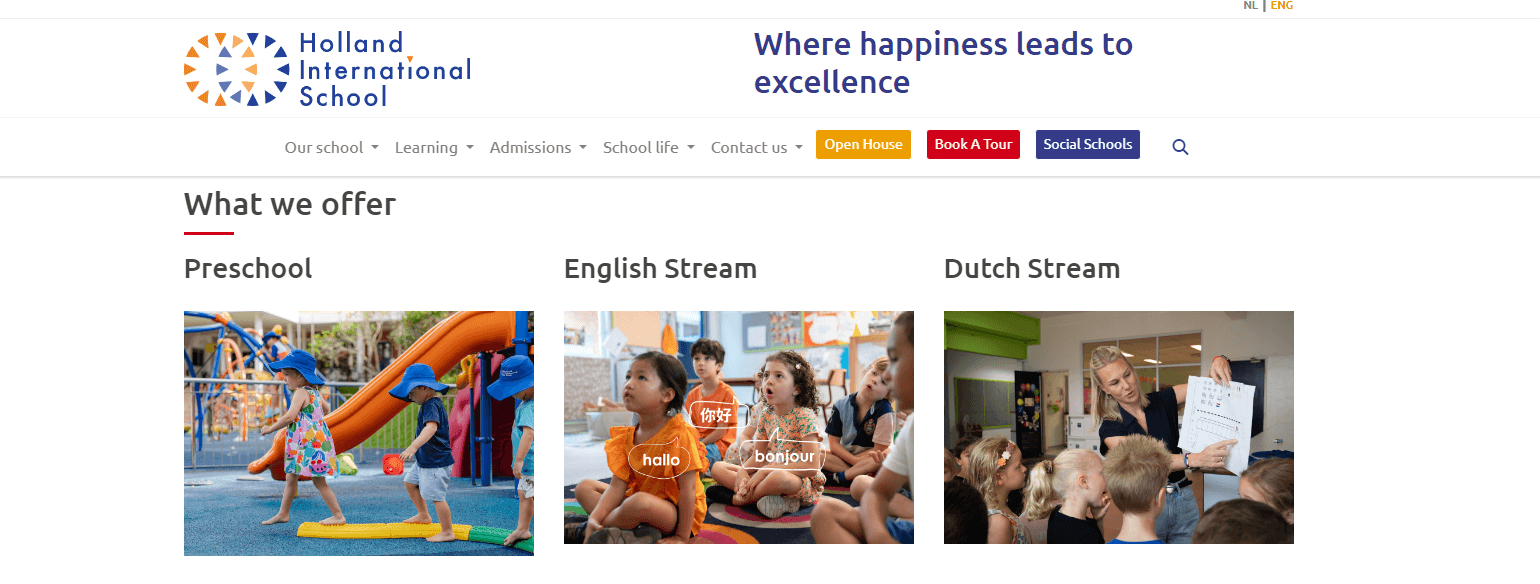 NL | ENG
Holland
International
School
Where happiness leads to
excellence
Our school Learning Admissions School life Contact us Open House Book A Tour Social Schools
What we offer
Preschool English Stream Dutch Stream
你好
hallo bonjour